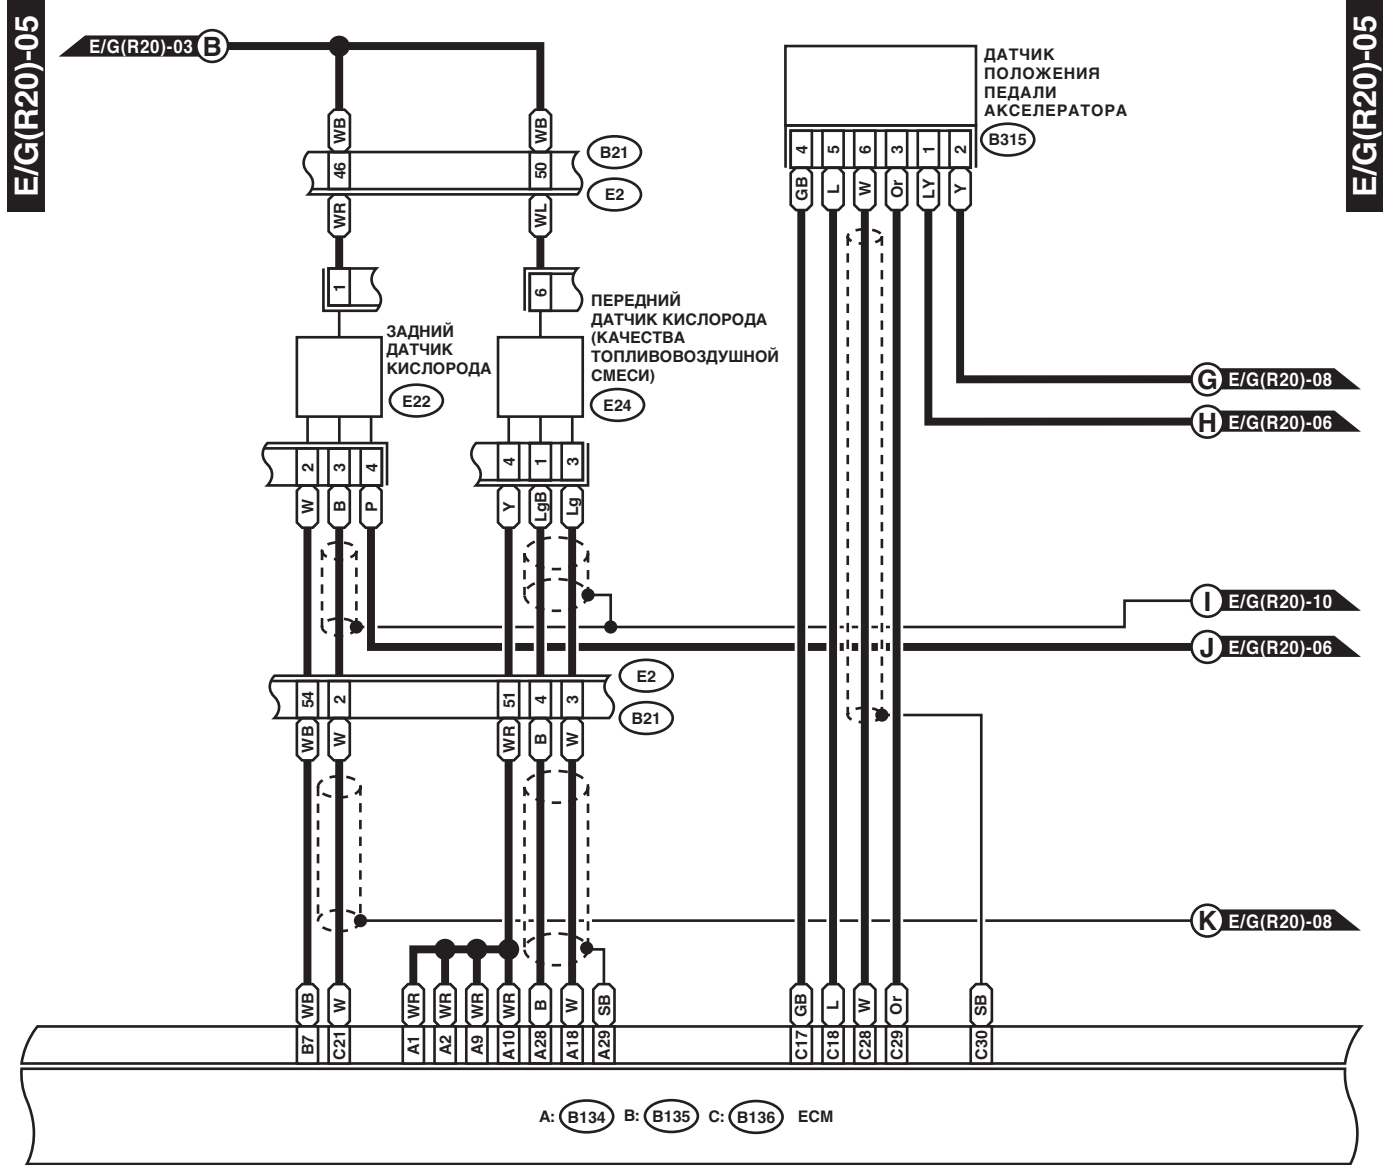 E/G(R20)-05
E/G(R20)-05
E/G(R20)-03 B
ДАТЧИК
ПОЛОЖЕНИЯ
ПЕДАЛИ
АКСЕЛЕРАТОРА
B315
4 5 6 3 1 2
GB L W Or LY Y
WB WB
46 50
B21
E2
WR WL
1 6
ЗАДНИЙ
ДАТЧИК
КИСЛОРОДА
E22
ПЕРЕДНИЙ
ДАТЧИК КИСЛОРОДА
(КАЧЕСТВА
ТОПЛИВОВОЗДУШНОЙ
СМЕСИ)
E24
G E/G(R20)-08
H E/G(R20)-06
2 3 4 4 1 3
W B P Y LgB Lg
I E/G(R20)-10
J E/G(R20)-06
E2
54 2 51 4 3
B21
WB W WR B W
K E/G(R20)-08
WB W WR WR WR WR B W SB GB L W Or SB
B7 C21 A1 A2 A9 A10 A28 A18 A29 C17 C18 C28 C29 C30
A: B134 B: B135 C: B136 ECM